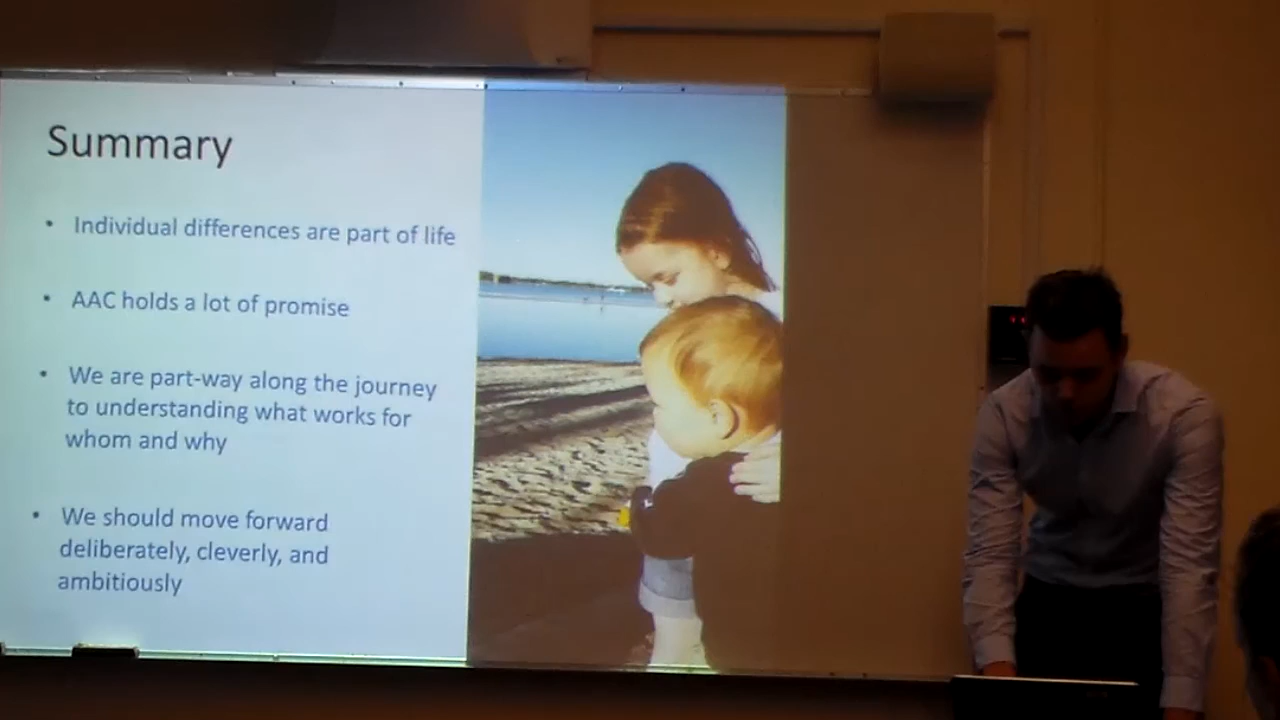 Summary
• Individual differences are part of life
• AAC holds a lot of promise
• We are part-way along the journey
to understanding what works for
whom and why
• We should move forward
deliberately, cleverly, and
ambitiously